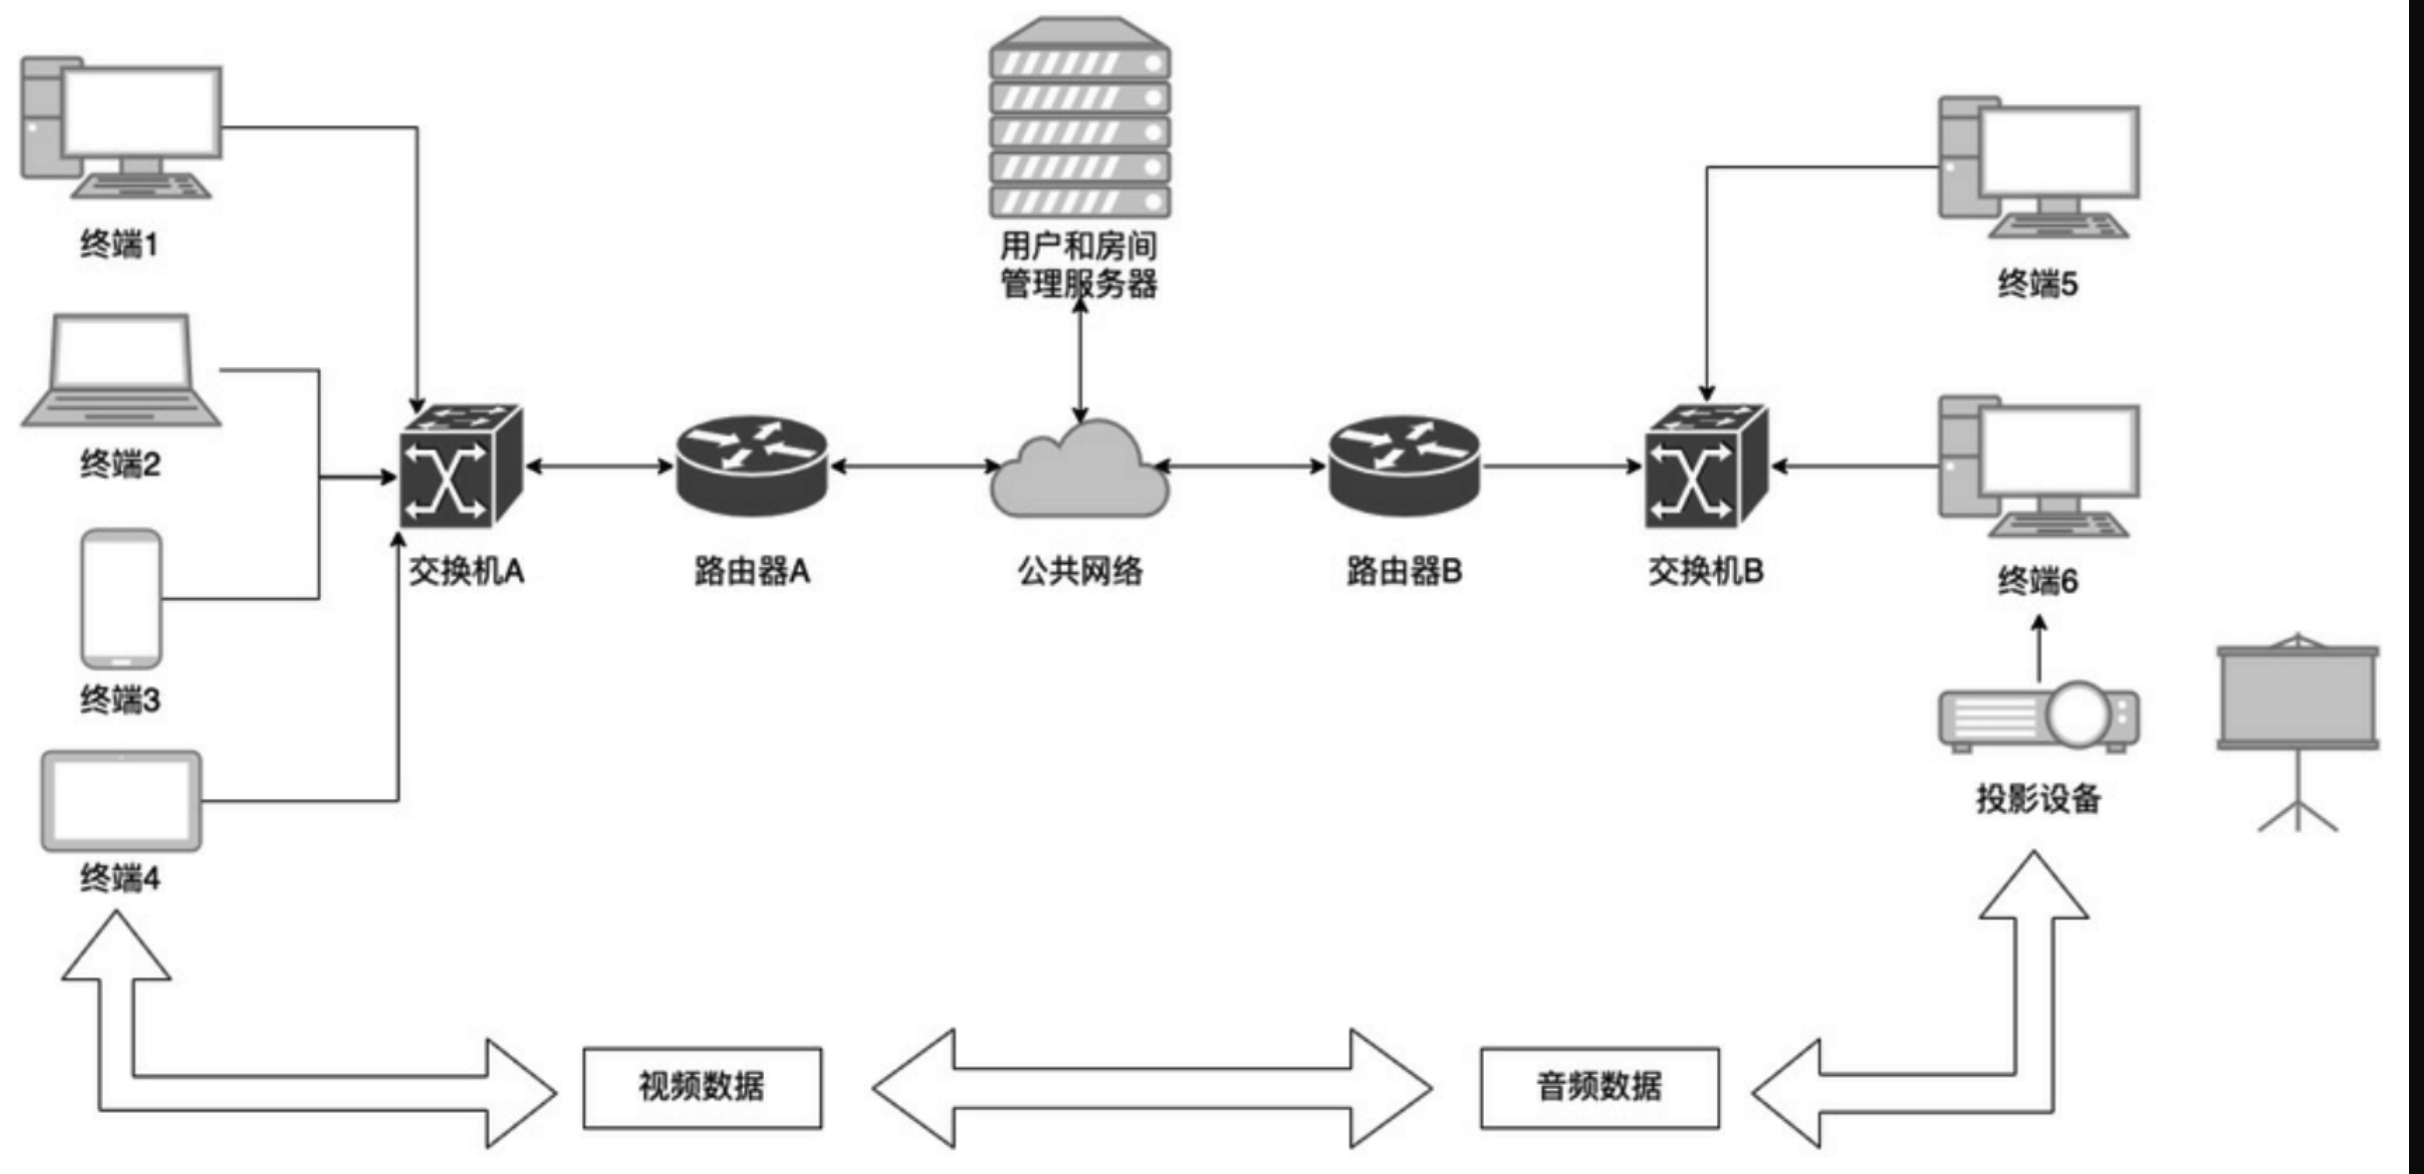 终端1
终端2
终端3
终端4
交换机A
路由器A
用户和房间
管理服务器
公共网络
路由器B
交换机B
终端5
终端6
投影设备
视频数据
音频数据